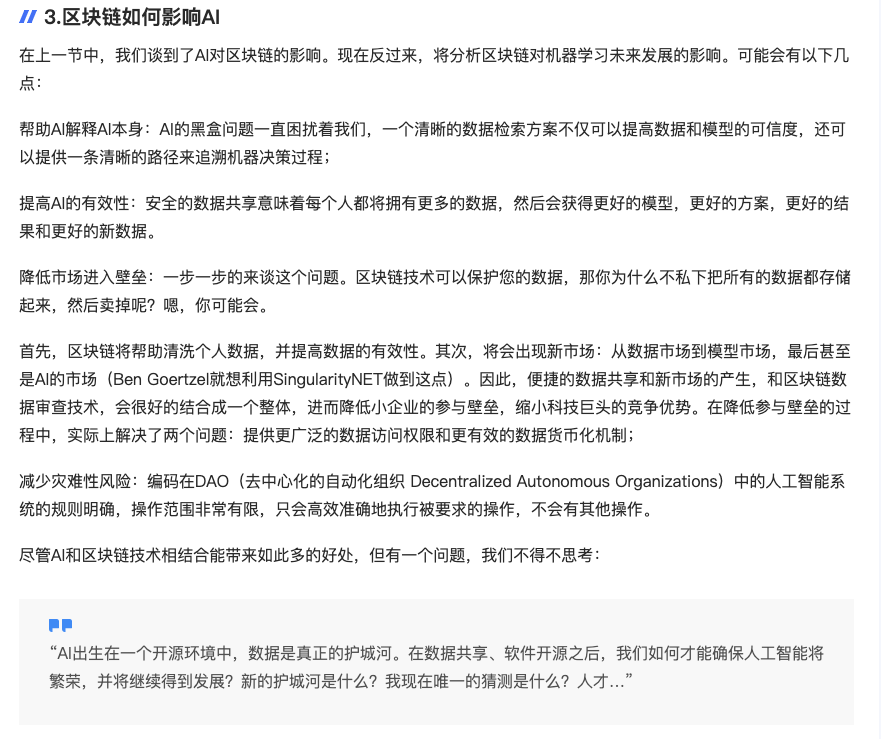 3.区块链如何影响AI
在上一节中，我们谈到了AI对区块链的影响。现在反过来，将分析区块链对机器学习未来发展的影响。可能会有以下几
点：
帮助AI解释AI本身：AI的黑盒问题一直困扰着我们，一个清晰的数据检索方案不仅可以提高数据和模型的可信度，还可
以提供一条清晰的路径来追溯机器决策过程；
提高AI的有效性：安全的数据共享意味着每个人都将拥有更多的数据，然后会获得更好的模型，更好的方案，更好的结
果和更好的新数据。
降低市场进入壁垒：一步一步的来谈这个问题。区块链技术可以保护您的数据，那你为什么不私下把所有的数据都存储
起来，然后卖掉呢？嗯，你可能会。
首先，区块链将帮助清洗个人数据，并提高数据的有效性。其次，将会出现新市场：从数据市场到模型市场，最后甚至
是AI的市场（Ben Goertzel就想利用SingularityNET做到这点）。因此，便捷的数据共享和新市场的产生，和区块链数
据审查技术，会很好的结合成一个整体，进而降低小企业的参与壁垒，缩小科技巨头的竞争优势。在降低参与壁垒的过
程中，实际上解决了两个问题：提供更广泛的数据访问权限和更有效的数据货币化机制；
减少灾难性风险：编码在DAO（去中心化的自动化组织 Decentralized Autonomous Organizations）中的人工智能系
统的规则明确，操作范围非常有限，只会高效准确地执行被要求的操作，不会有其他操作。
尽管AI和区块链技术相结合能带来如此多的好处，但有一个问题，我们不得不思考：
“AI出生在一个开源环境中，数据是真正的护城河。在数据共享、软件开源之后，我们如何才能确保人工智能将
繁荣，并将继续得到发展？新的护城河是什么？我现在唯一的猜测是什么？人才…”